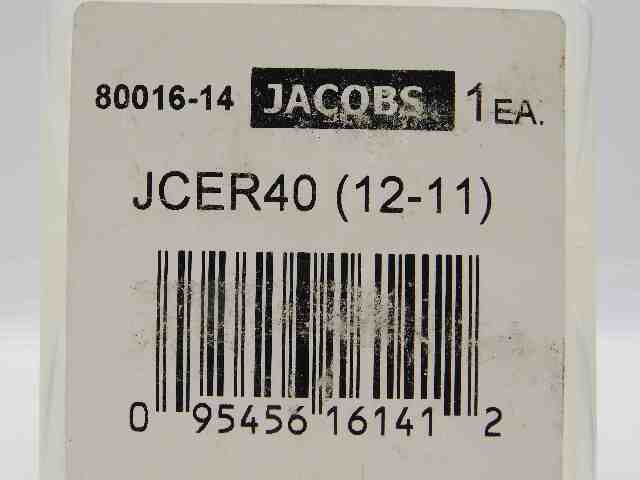 80016-14 JACOBS 1 EA.
JCER40 (12-11)
0 95456 16141 2